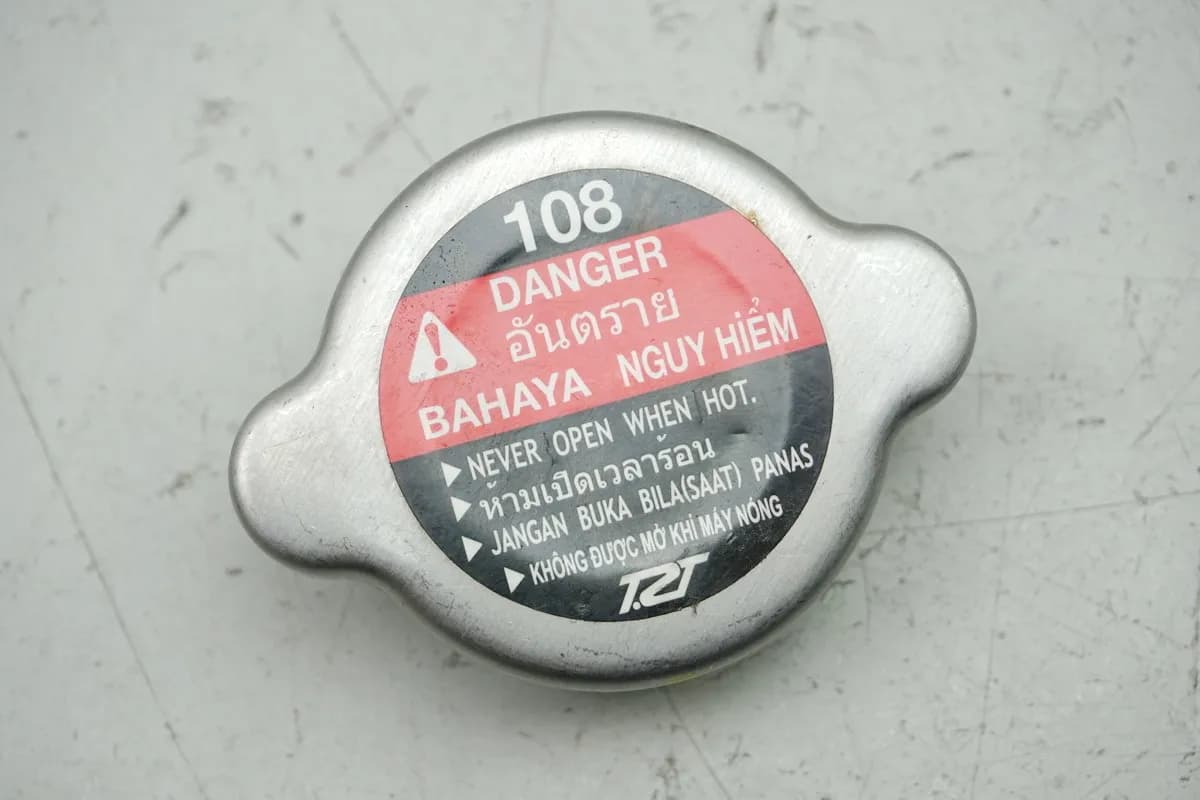 108
DANGER
อันตราย
BAHAYA NGUY HIỂM
▶ NEVER OPEN WHEN HOT.
▶ ห้ามเปิดเวลาร้อน
▶ JANGAN BUKA BILA(SAAT) PANAS
▶ KHÔNG ĐƯỢC MỞ KHI MÁY NÓNG
T.RT